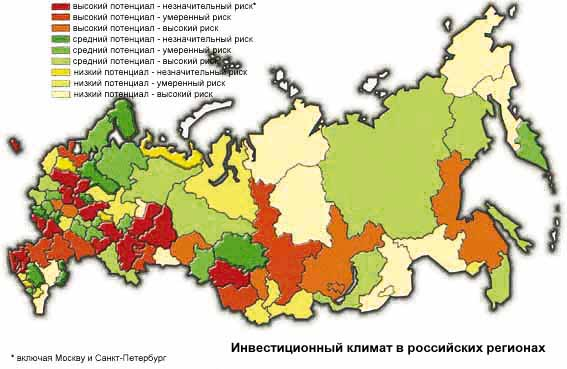 высокий потенциал - незначительный риск*
высокий потенциал - умеренный риск
высокий потенциал - высокий риск
средний потенциал - незначительный риск
средний потенциал - умеренный риск
средний потенциал - высокий риск
низкий потенциал - незначительный риск
низкий потенциал - умеренный риск
низкий потенциал - высокий риск
Инвестиционный климат в российских регионах
* включая Москву и Санкт-Петербург